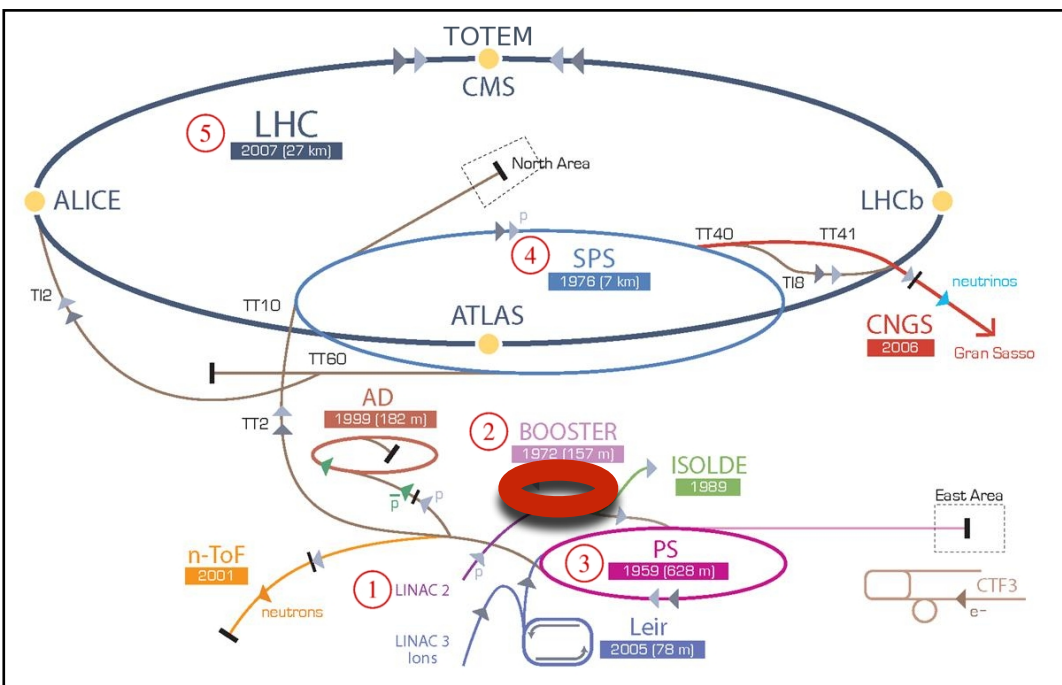 TOTEM
CMS
5
LHC
2007 (27 km)
North Area
ALICE
LHCb
p
TT40
TT41
4
SPS
1976 (7 km)
TI2
TI8
neutrinos
TT10
ATLAS
CNGS
2006
Gran Sasso
TT60
AD
1999 (182 m)
TT2
2
BOOSTER
1972 (157 m)
ISOLDE
1989
p̅
p
East Area
n-ToF
2001
3
PS
1959 (628 m)
p
1
LINAC 2
neutrons
CTF3
e-
LINAC 3
Ions
Leir
2005 (78 m)